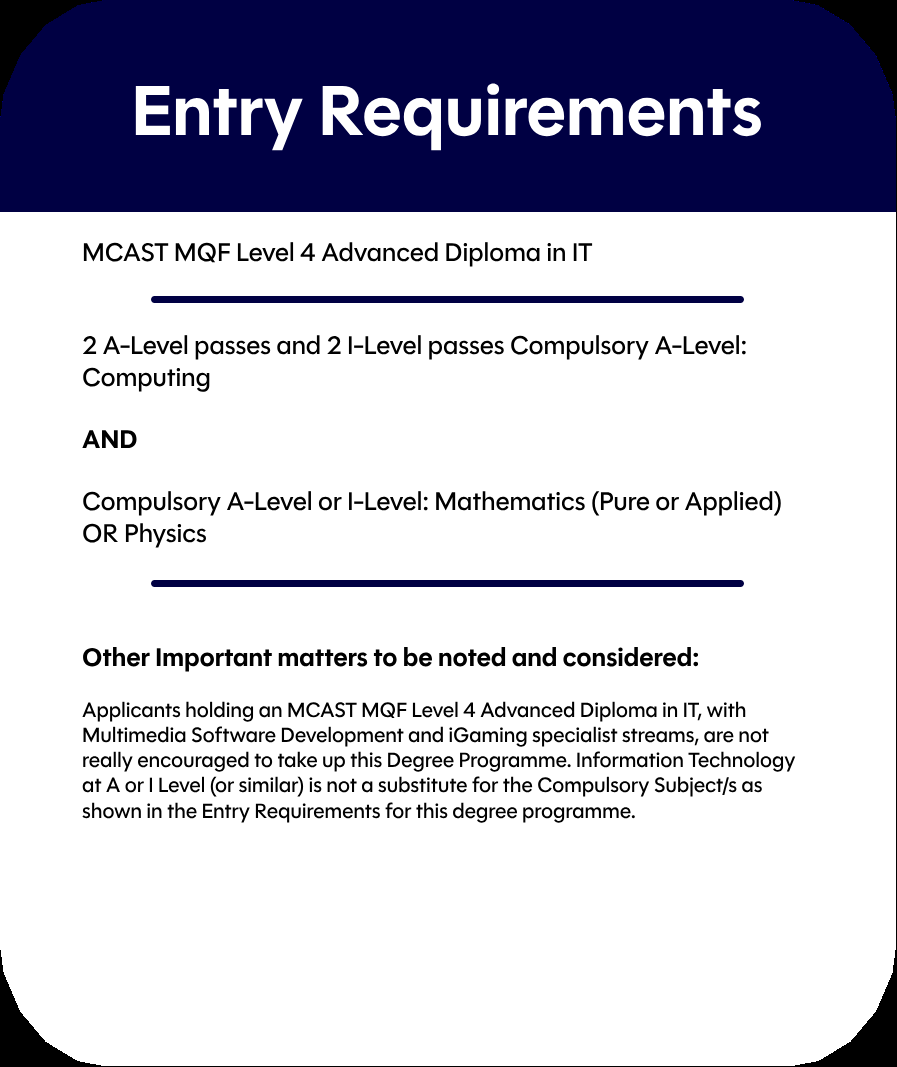 Entry Requirements
MCAST MQF Level 4 Advanced Diploma in IT
2 A-Level passes and 2 I-Level passes Compulsory A-Level:
Computing
AND
Compulsory A-Level or I-Level: Mathematics (Pure or Applied)
OR Physics
Other Important matters to be noted and considered:
Applicants holding an MCAST MQF Level 4 Advanced Diploma in IT, with
Multimedia Software Development and iGaming specialist streams, are not
really encouraged to take up this Degree Programme. Information Technology
at A or I Level (or similar) is not a substitute for the Compulsory Subject/s as
shown in the Entry Requirements for this degree programme.